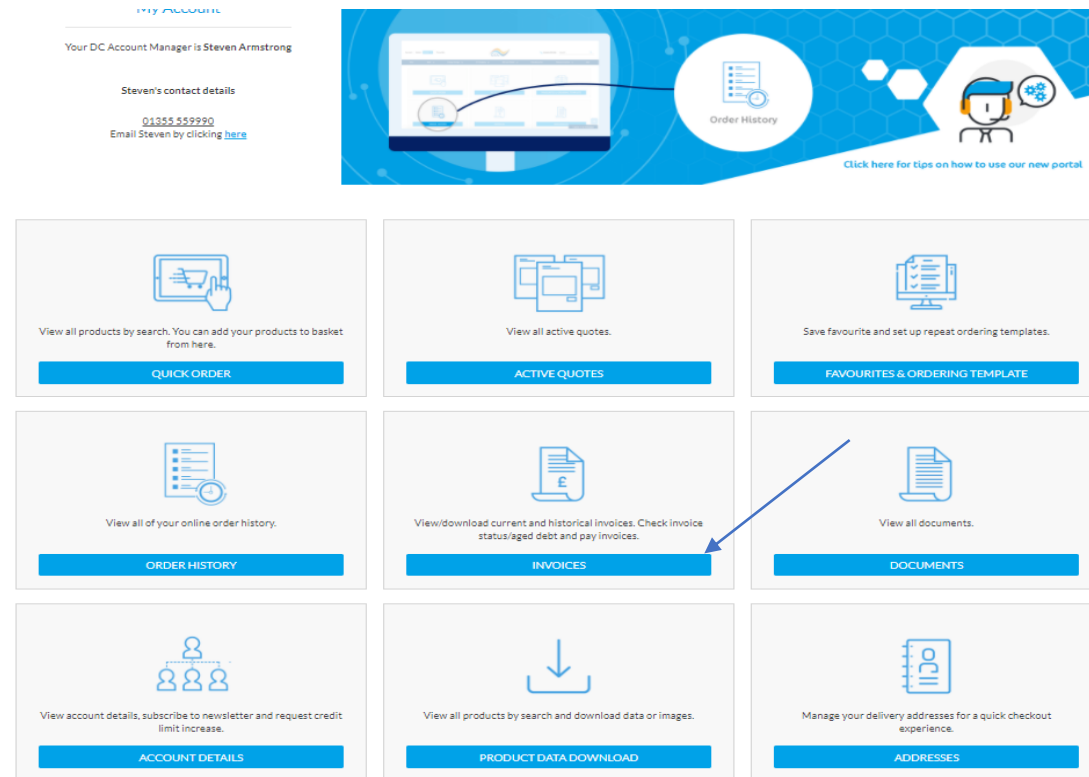 My Account
Your DC Account Manager is Steven Armstrong
Steven's contact details
01355 559990
Email Steven by clicking here
Order History
Click here for tips on how to use our new portal
View all products by search. You can add your products to basket
from here.
QUICK ORDER
View all active quotes.
ACTIVE QUOTES
Save favourite and set up repeat ordering templates.
FAVOURITES & ORDERING TEMPLATE
View all of your online order history.
ORDER HISTORY
£
View/download current and historical invoices. Check invoice
status/aged debt and pay invoices.
INVOICES
View all documents.
DOCUMENTS
View account details, subscribe to newsletter and request credit
limit increase.
ACCOUNT DETAILS
View all products by search and download data or images.
PRODUCT DATA DOWNLOAD
Manage your delivery addresses for a quick checkout
experience.
ADDRESSES